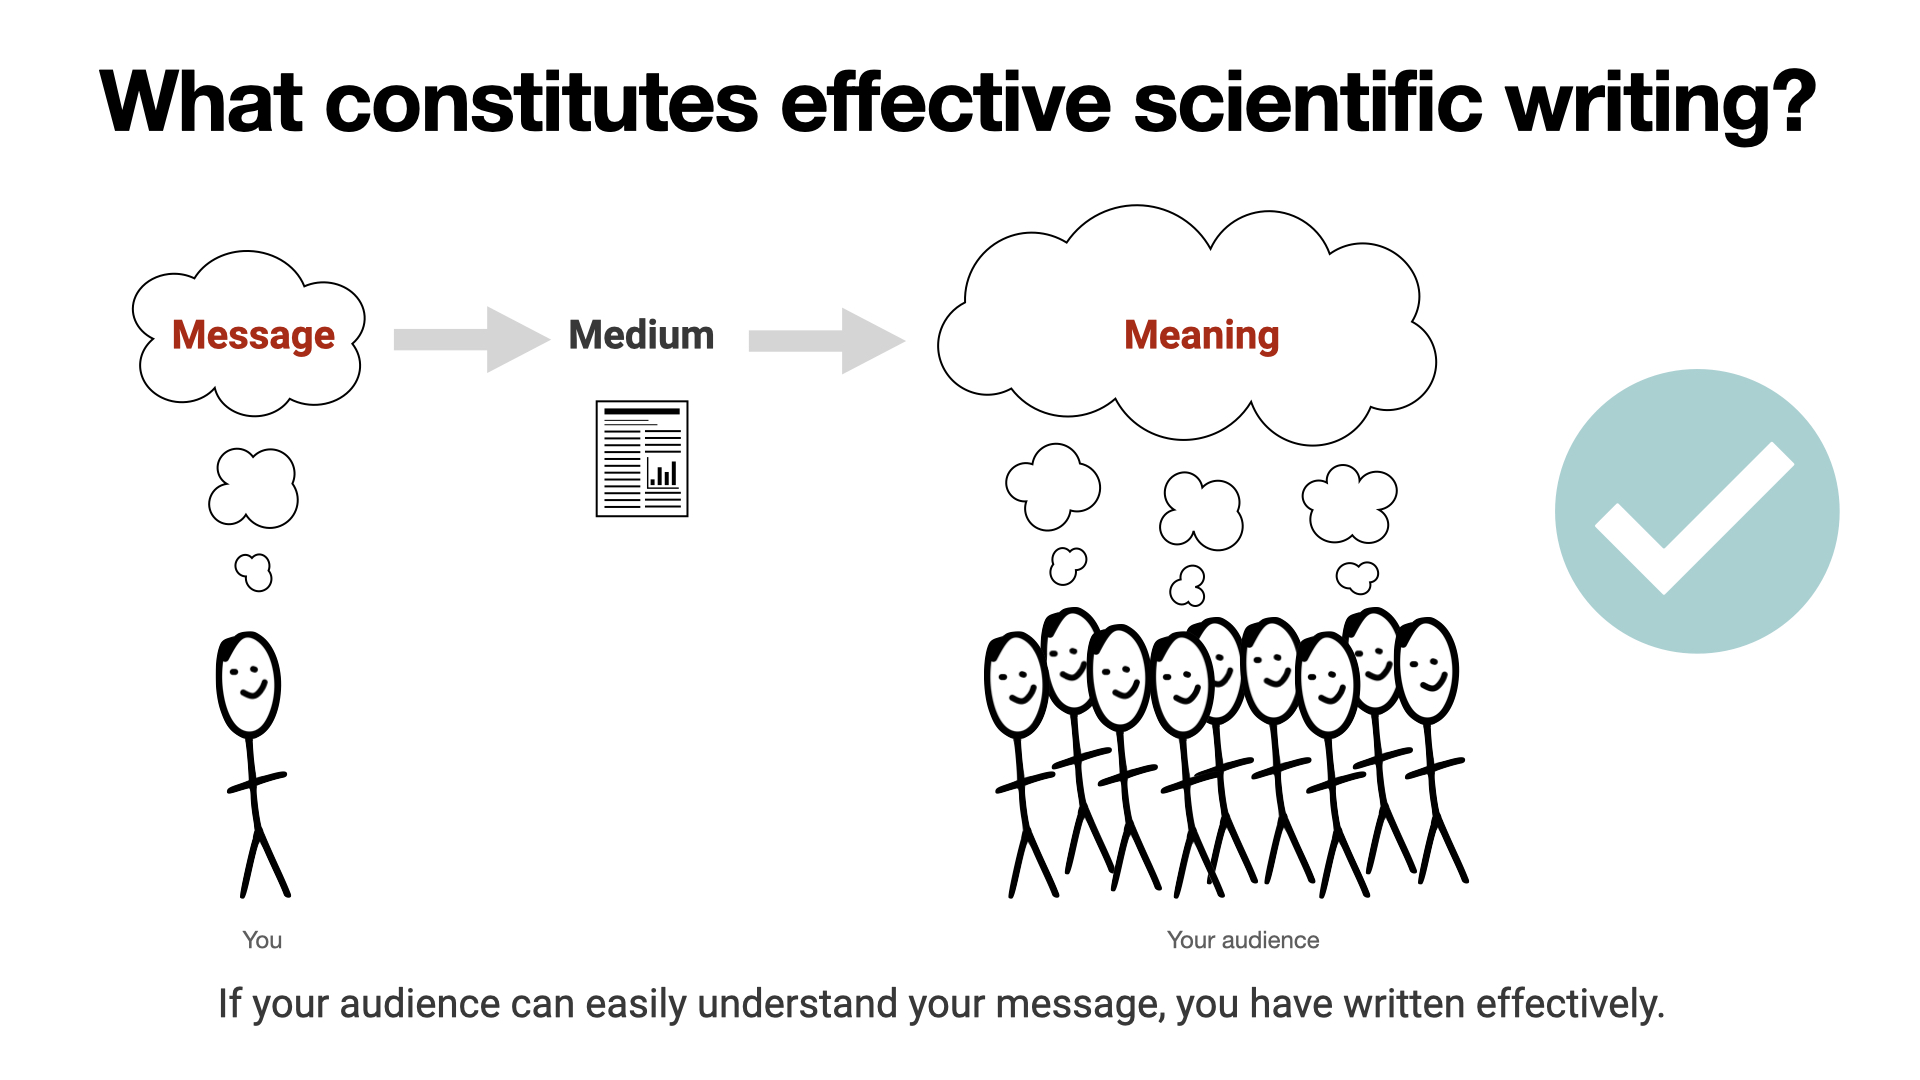 What constitutes effective scientific writing?
Message
Medium
Meaning
You
Your audience
If your audience can easily understand your message, you have written effectively.